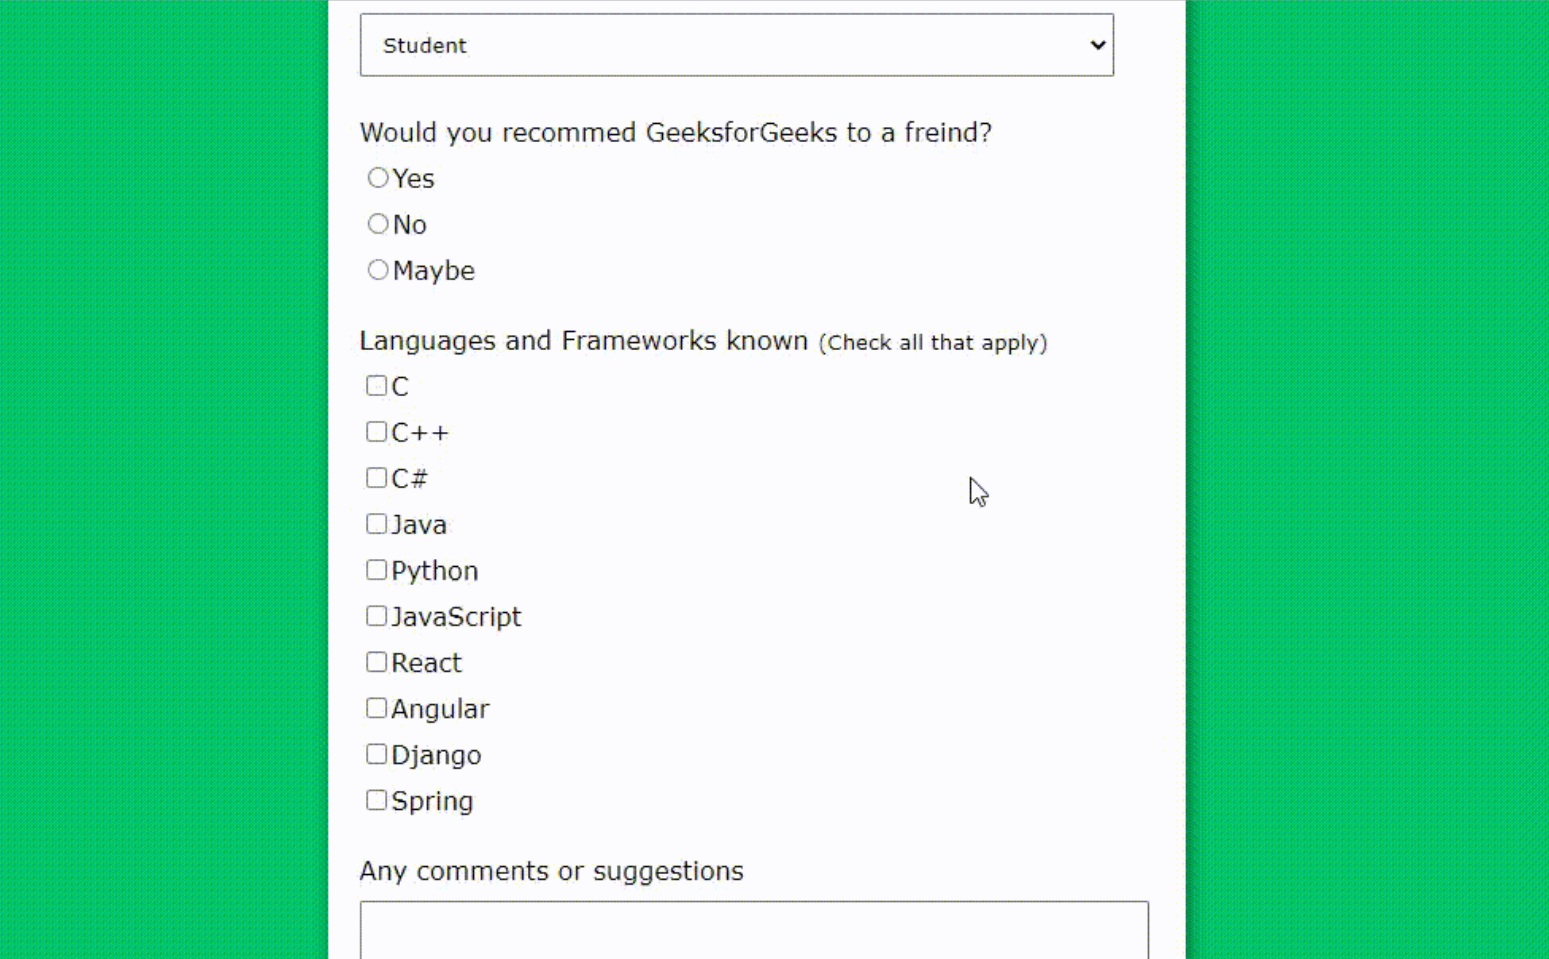 Student
Would you recommed GeeksforGeeks to a freind?
Yes
No
Maybe
Languages and Frameworks known (Check all that apply)
C
C++
C#
Java
Python
JavaScript
React
Angular
Django
Spring
Any comments or suggestions